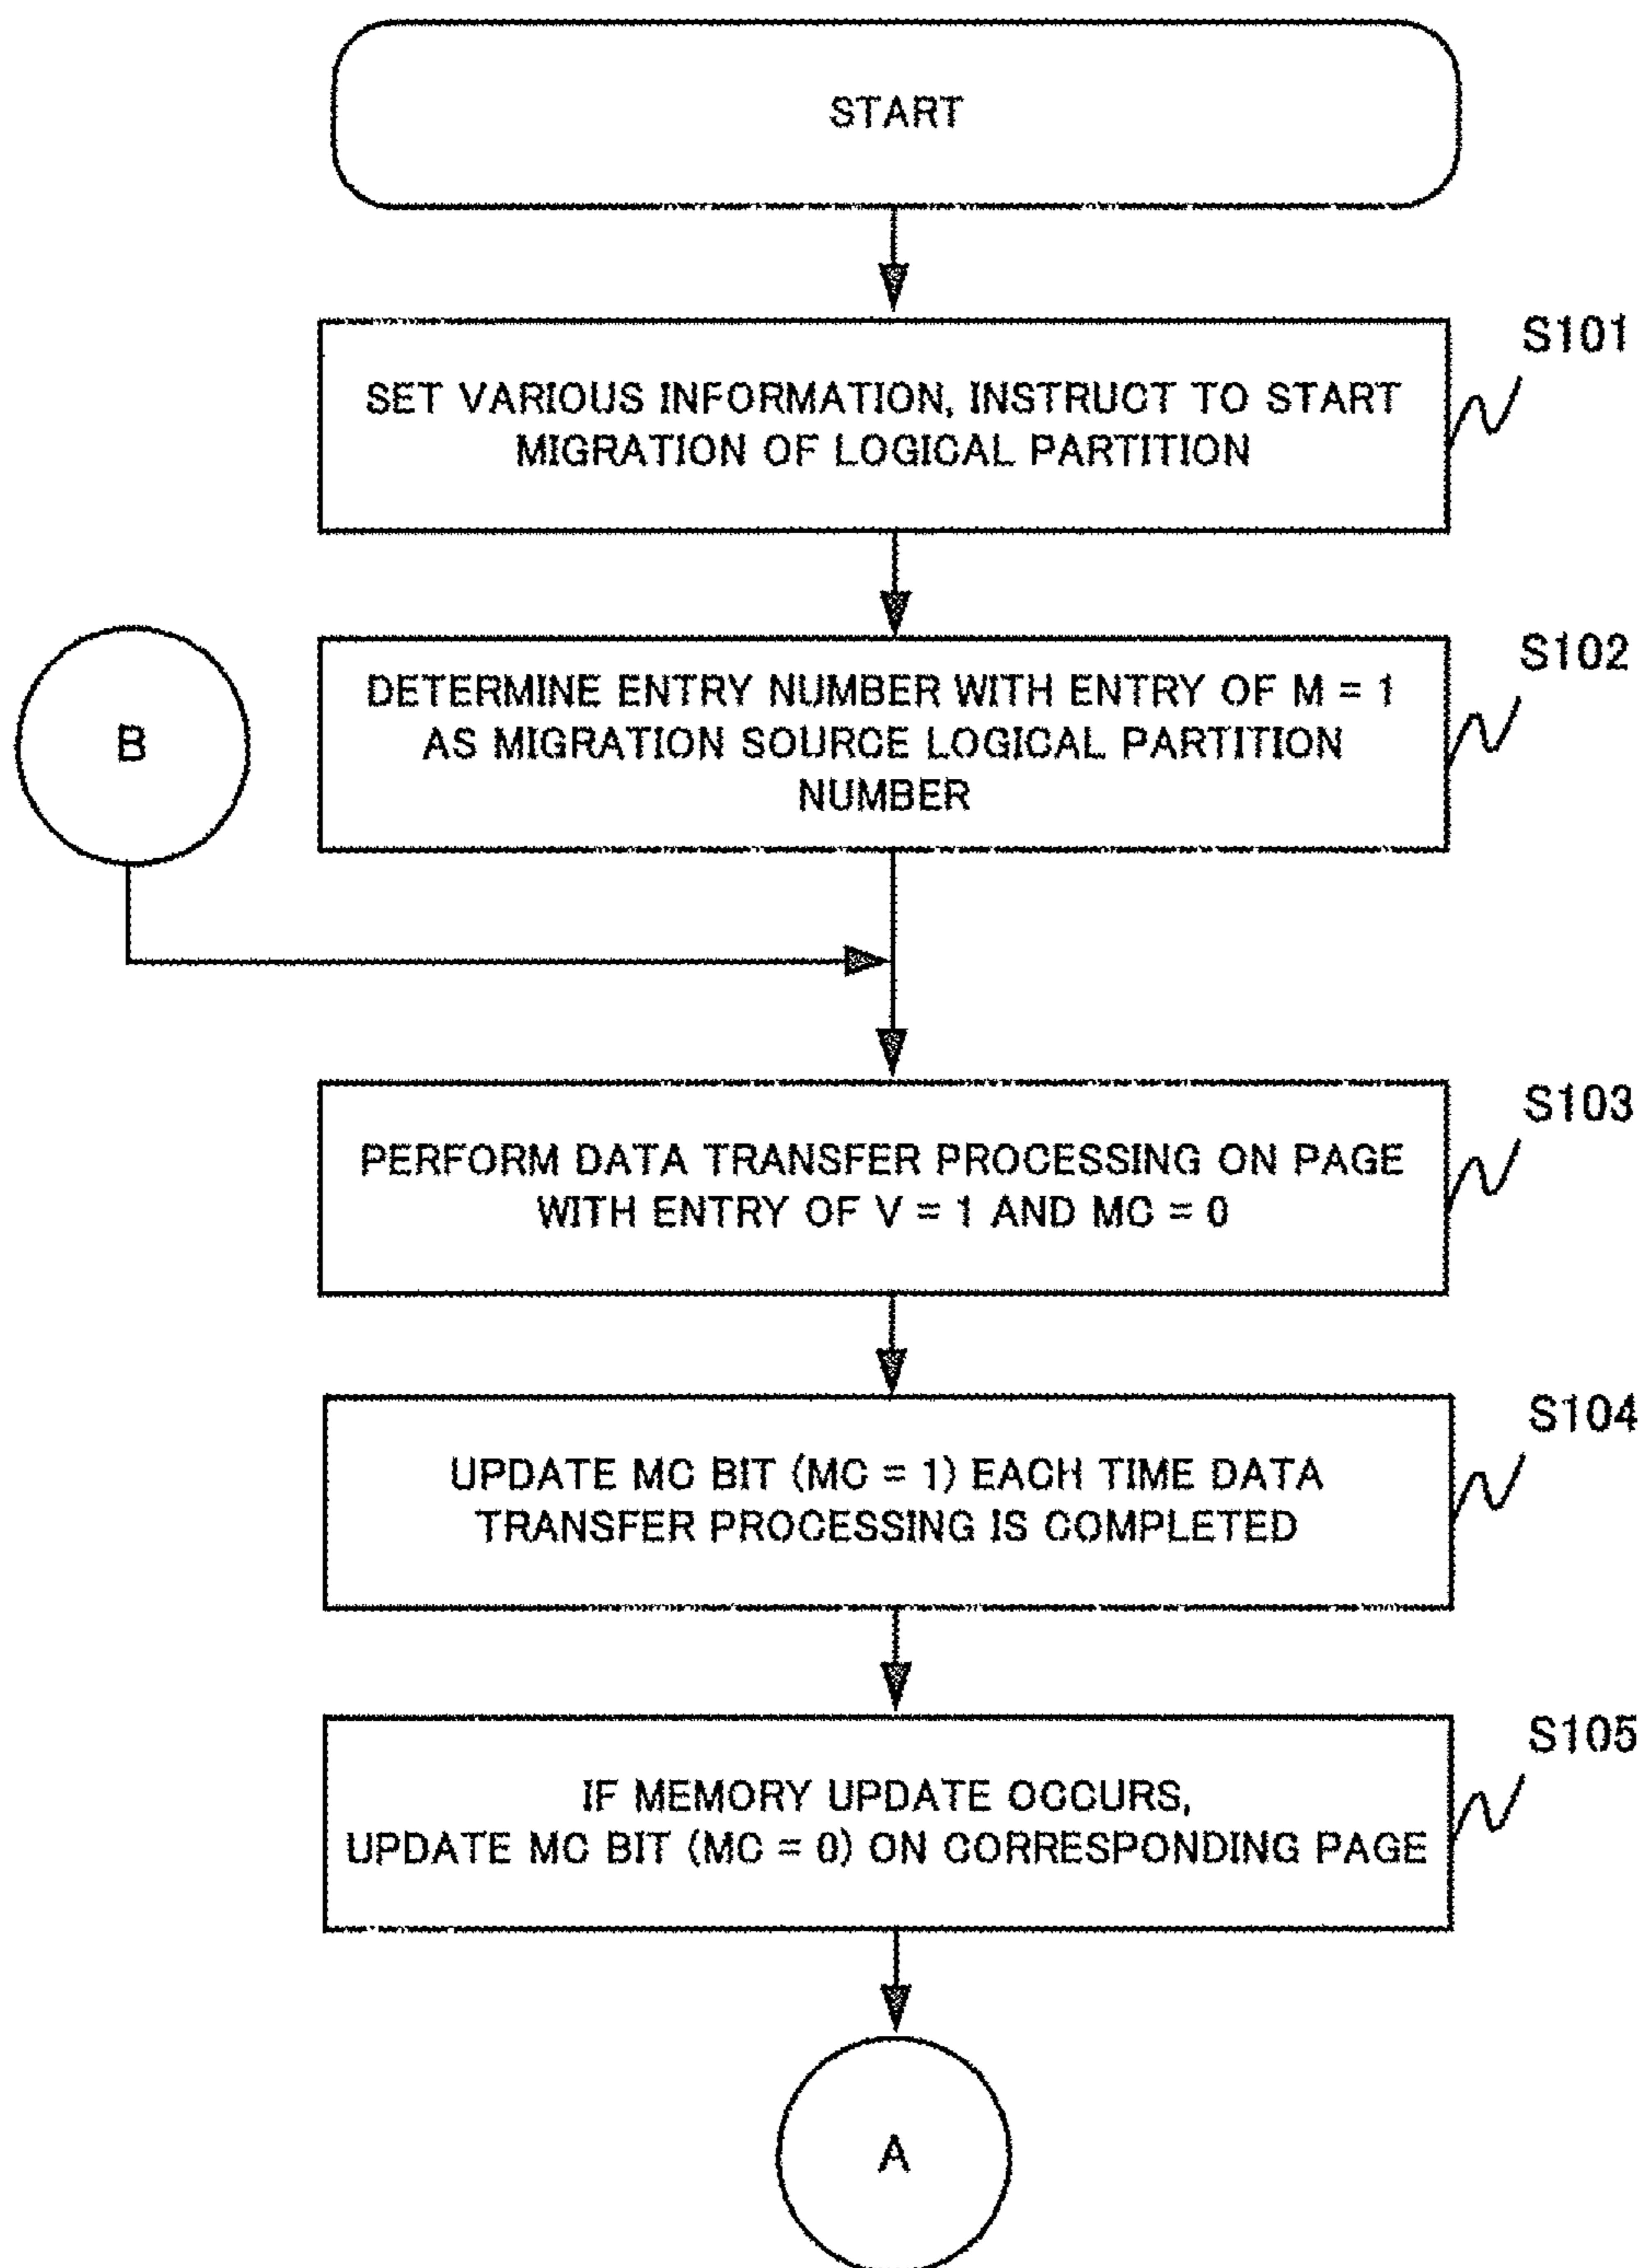 START
S101
SET VARIOUS INFORMATION, INSTRUCT TO START
MIGRATION OF LOGICAL PARTITION
S102
DETERMINE ENTRY NUMBER WITH ENTRY OF M = 1
AS MIGRATION SOURCE LOGICAL PARTITION
NUMBER
B
S103
PERFORM DATA TRANSFER PROCESSING ON PAGE
WITH ENTRY OF V = 1 AND MC = 0
S104
UPDATE MC BIT (MC = 1) EACH TIME DATA
TRANSFER PROCESSING IS COMPLETED
S105
IF MEMORY UPDATE OCCURS,
UPDATE MC BIT (MC = 0) ON CORRESPONDING PAGE
A